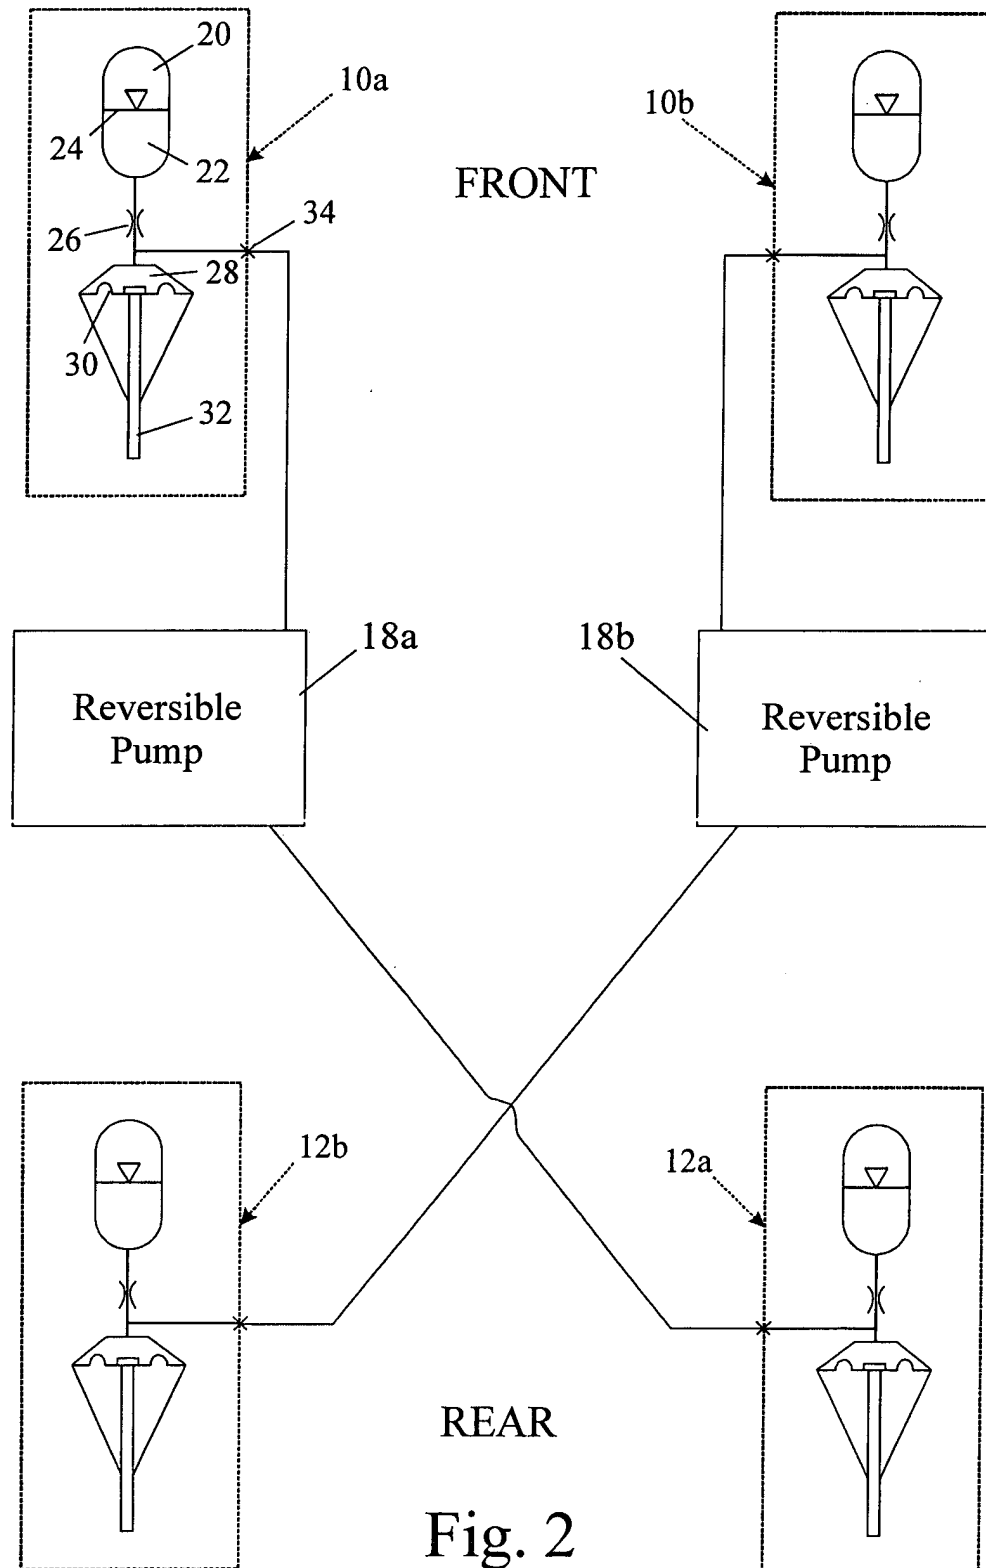 20
10a
10b
24
22
FRONT
26
34
28
30
32
18a
18b
Reversible
Pump
Reversible
Pump
12b
12a
REAR
Fig. 2